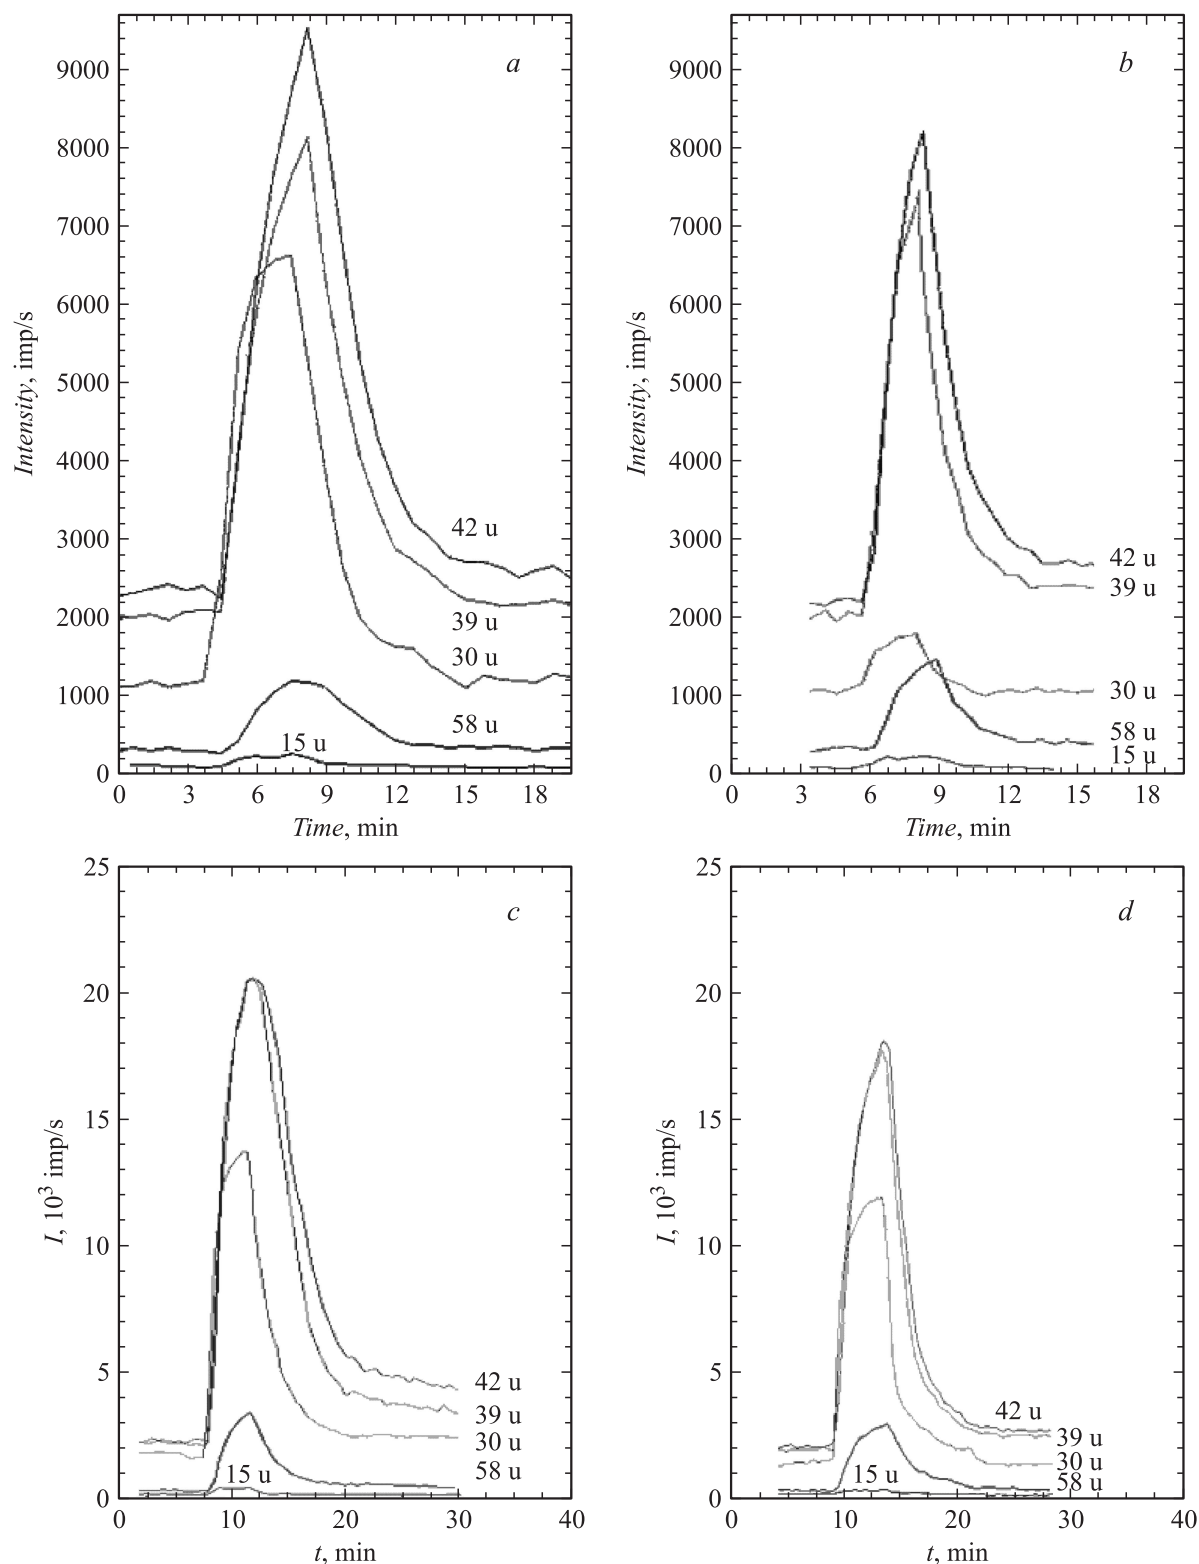 a
9000
8000
7000
6000
5000
4000
3000
2000
1000
0
Intensity, imp/s
42 u
39 u
30 u
58 u
15 u
0 3 6 9 12 15 18
Time, min
b
9000
8000
7000
6000
5000
4000
3000
2000
1000
0
Intensity, imp/s
42 u
39 u
30 u
58 u
15 u
0 3 6 9 12 15 18
Time, min
c
25
20
15
10
5
0
I, 10³ imp/s
42 u
39 u
30 u
58 u
15 u
0 10 20 30 40
t, min
d
25
20
15
10
5
0
I, 10³ imp/s
42 u
39 u
30 u
58 u
15 u
0 10 20 30 40
t, min